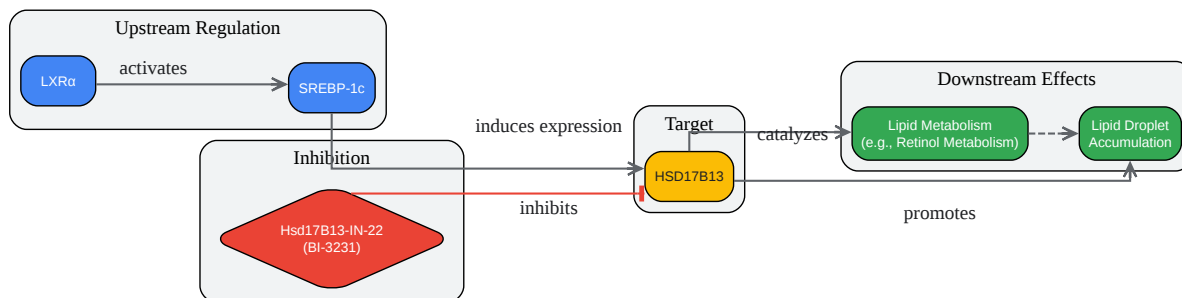 Upstream Regulation
LXRα
activates
SREBP-1c
Inhibition
Hsd17B13-IN-22
(BI-3231)
induces expression
inhibits
Target
HSD17B13
catalyzes
promotes
Downstream Effects
Lipid Metabolism
(e.g., Retinol Metabolism)
Lipid Droplet
Accumulation